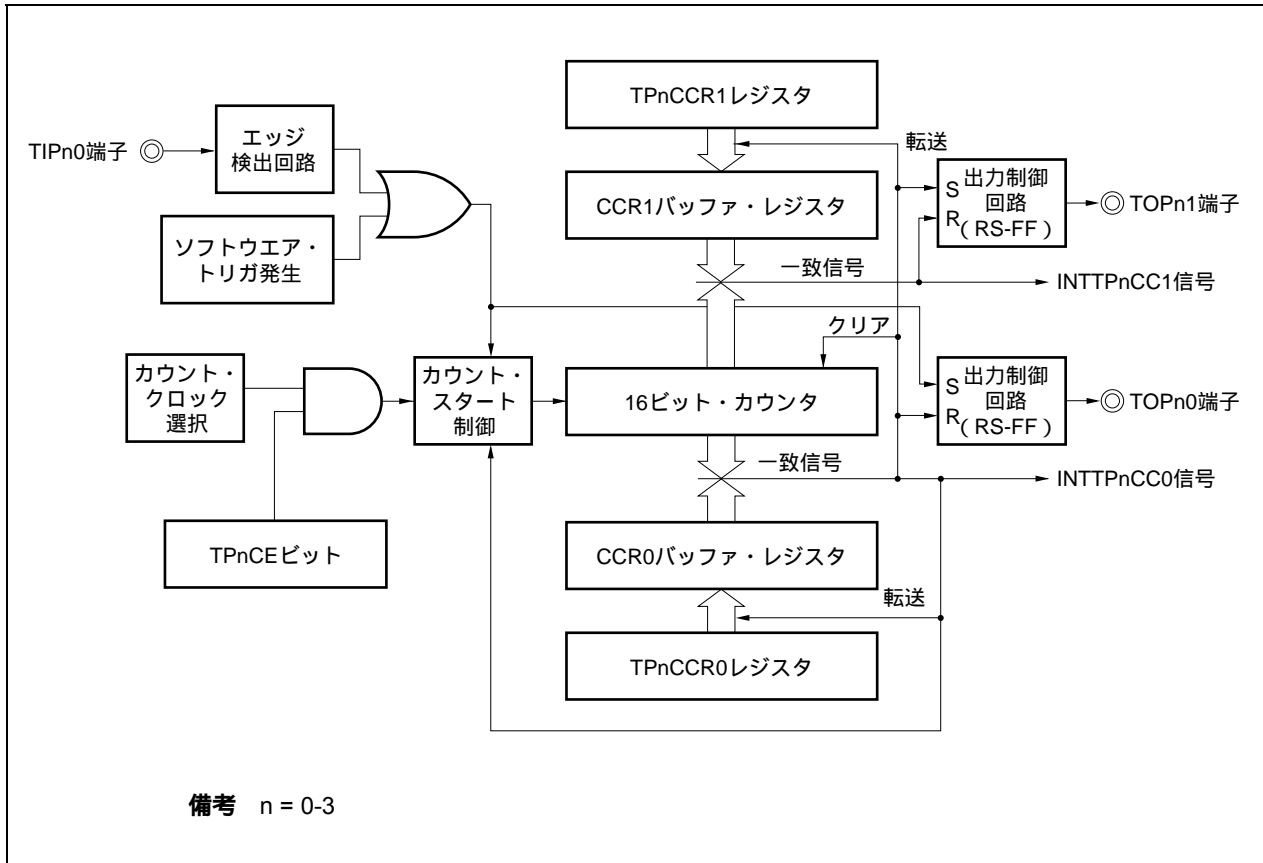 TPnCCR1レジスタ
転送
TIPn0端子
エッジ
検出回路
CCR1バッファ・レジスタ
S
R
出力制御
回路
(RS-FF)
TOPn1端子
ソフトウエア・
トリガ発生
一致信号
INTTPnCC1信号
クリア
カウント・
クロック
選択
カウント・
スタート
制御
16ビット・カウンタ
S
R
出力制御
回路
(RS-FF)
TOPn0端子
一致信号
INTTPnCC0信号
TPnCEビット
CCR0バッファ・レジスタ
転送
TPnCCR0レジスタ
備考 n = 0-3